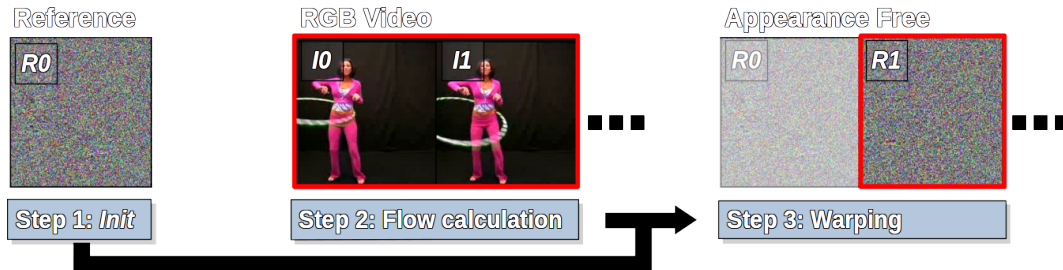 Reference
RGB Video
Appearance Free
R0
I0
I1
R0
R1
Step 1: Init
Step 2: Flow calculation
Step 3: Warping